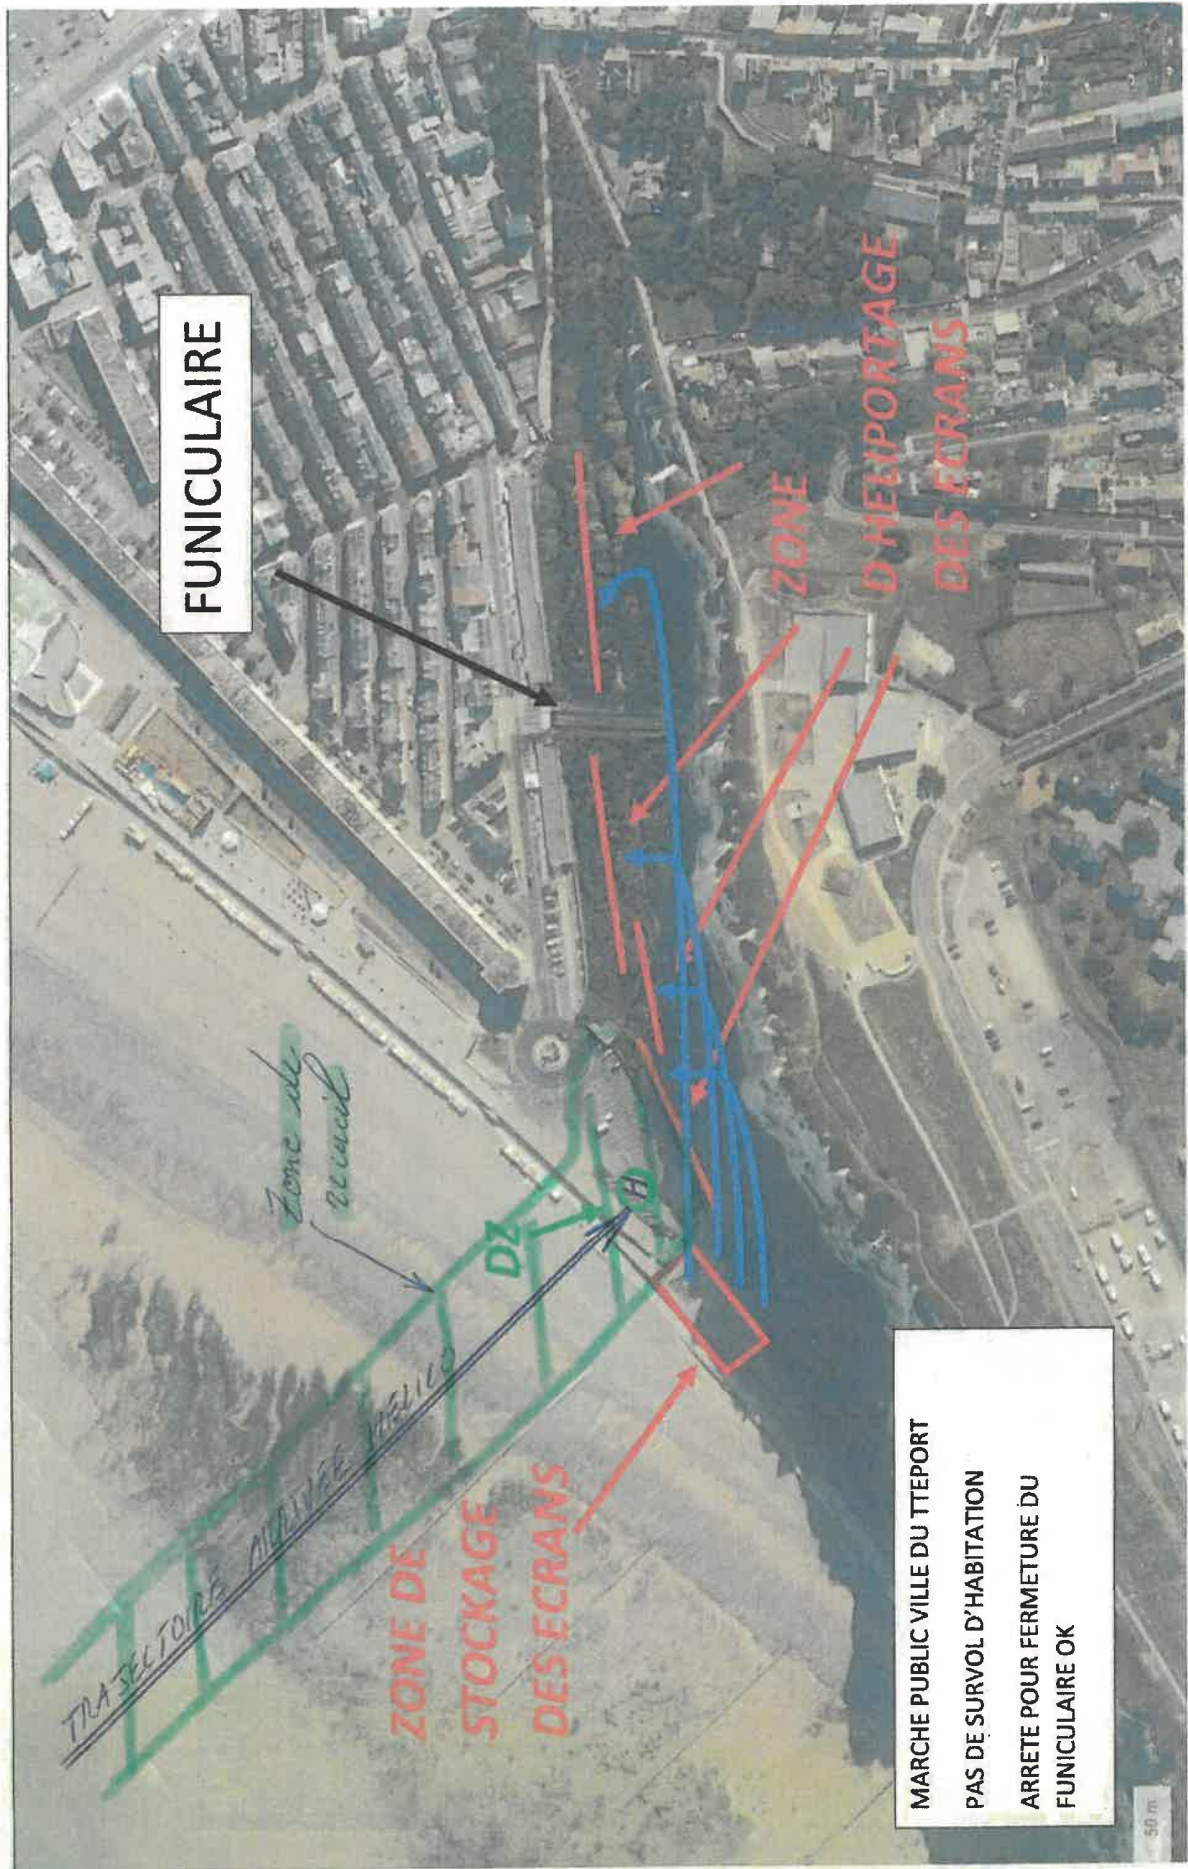 FUNICULAIRE
Zone de
recueil
DZ
H
TRAJECTOIRE ARRIVÉE HELICO
ZONE
D'HELIPORTAGE
DES ECRANS
ZONE DE
STOCKAGE
DES ECRANS
MARCHE PUBLIC VILLE DU TTEPORT
PAS DE SURVOL D'HABITATION
ARRETE POUR FERMETURE DU
FUNICULAIRE OK
50 m